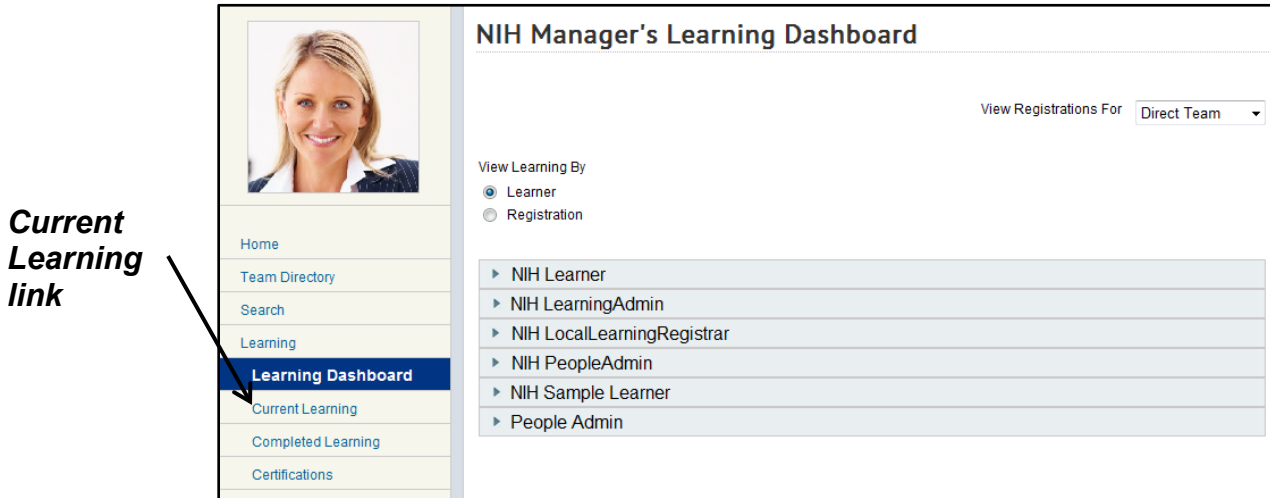 NIH Manager's Learning Dashboard
View Registrations For Direct Team
View Learning By
Learner
Registration
Current
Learning
link
Home
Team Directory
Search
Learning
Learning Dashboard
Current Learning
Completed Learning
Certifications
NIH Learner
NIH LearningAdmin
NIH LocalLearningRegistrar
NIH PeopleAdmin
NIH Sample Learner
People Admin